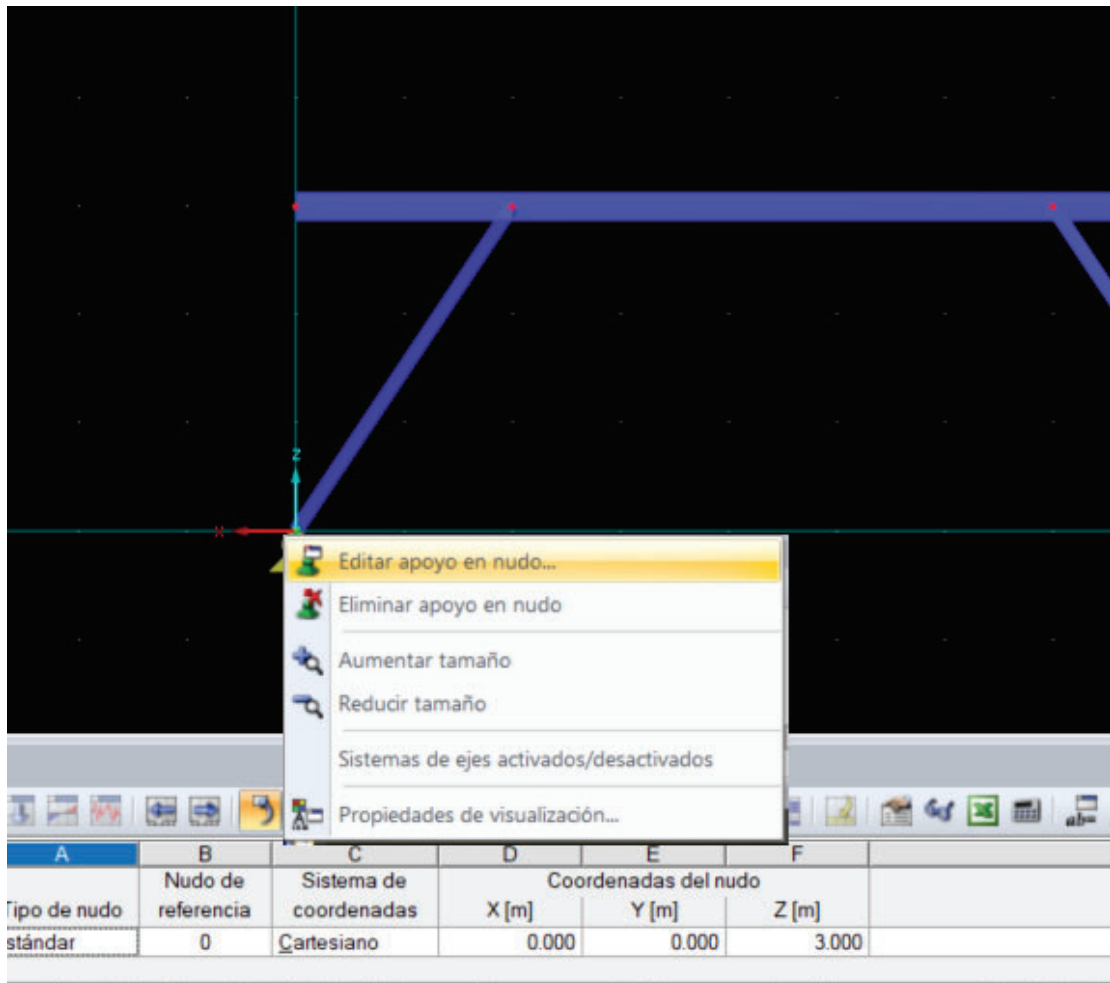 Z
X
Editar apoyo en nudo...
Eliminar apoyo en nudo
Aumentar tamaño
Reducir tamaño
Sistemas de ejes activados/desactivados
Propiedades de visualización...
ab=
A B C D E F
Nudo de Sistema de Coordenadas del nudo
Tipo de nudo referencia coordenadas X [m] Y [m] Z [m]
stándar 0 Cartesiano 0.000 0.000 3.000